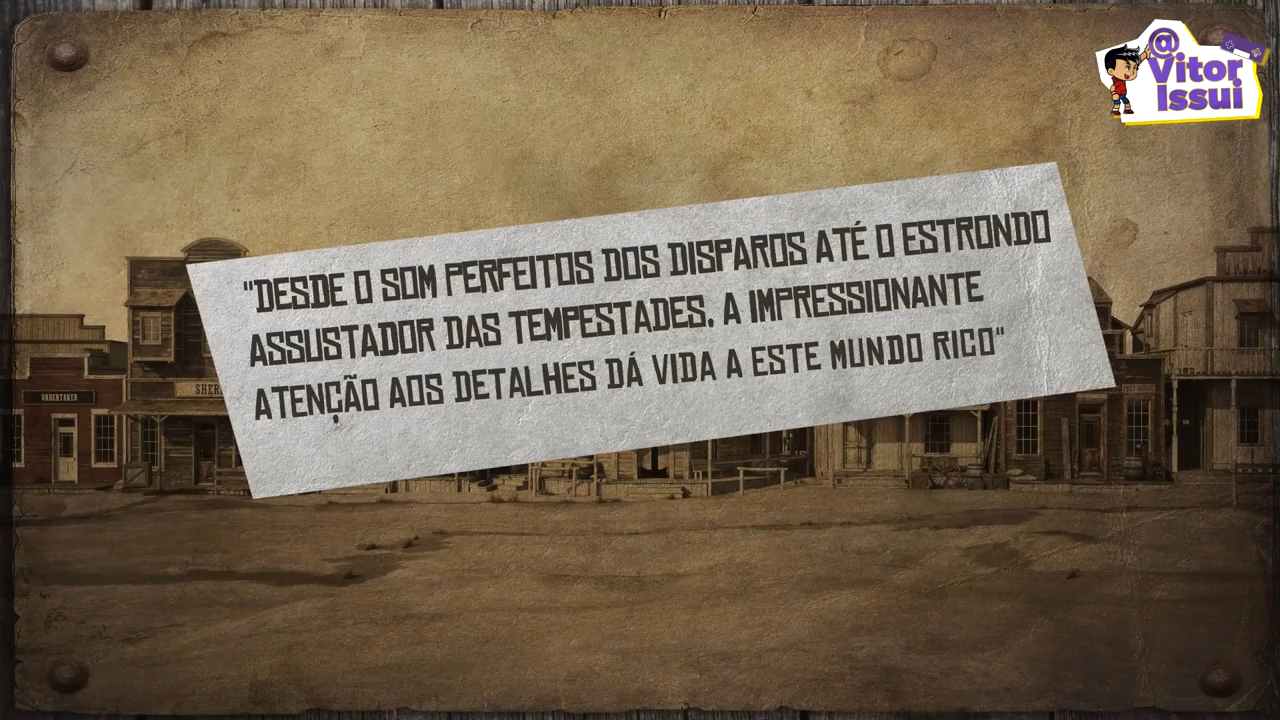 @
Vitor
Issui
"DESDE O SOM PERFEITOS DOS DISPAROS ATÉ O ESTRONDO
ASSUSTADOR DAS TEMPESTADES, A IMPRESSIONANTE
ATENÇÃO AOS DETALHES DÁ VIDA A ESTE MUNDO RICO"
UNDERTAKER